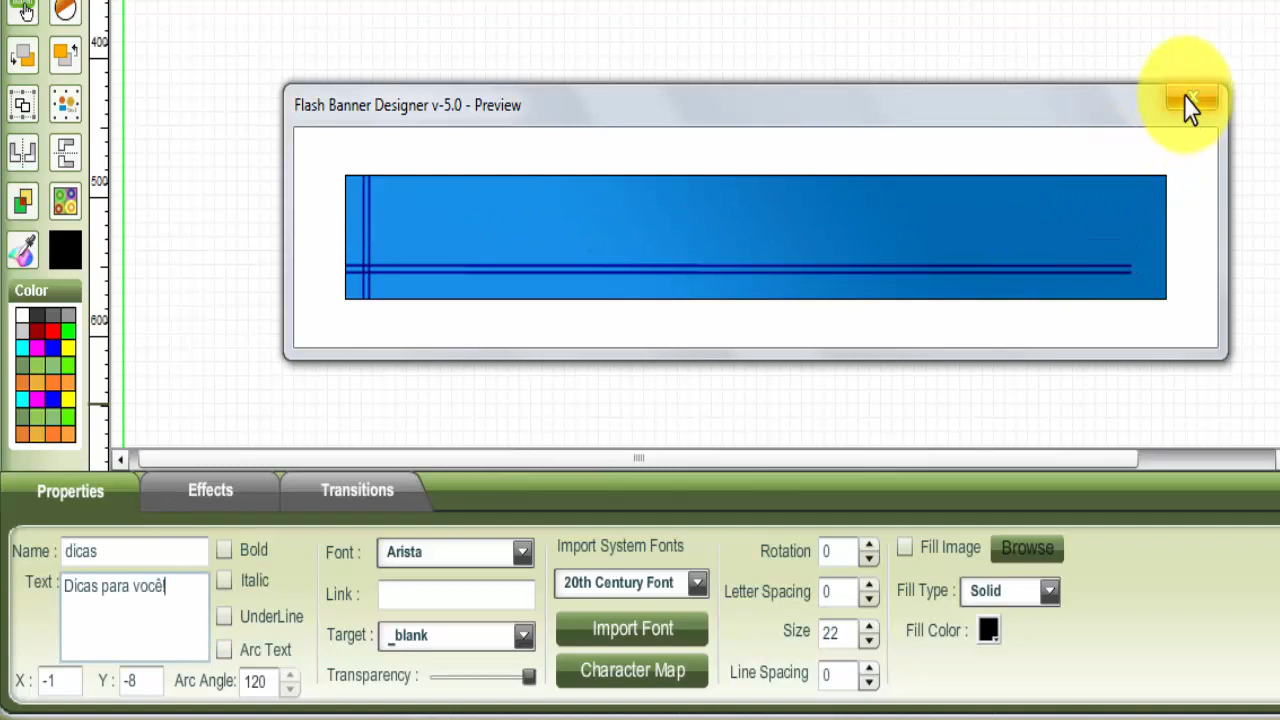 400
500
600
Flash Banner Designer v-5.0 - Preview
Color
Properties
Effects
Transitions
Name :
dicas
Text :
Dicas para você!
X :
-1
Y :
-8
Bold
Italic
UnderLine
Arc Text
Arc Angle:
120
Font :
Arista
Link :
Target :
_blank
Transparency :
Import System Fonts
20th Century Font
Import Font
Character Map
Rotation
0
Letter Spacing
0
Size
22
Line Spacing
0
Fill Image
Browse
Fill Type :
Solid
Fill Color :